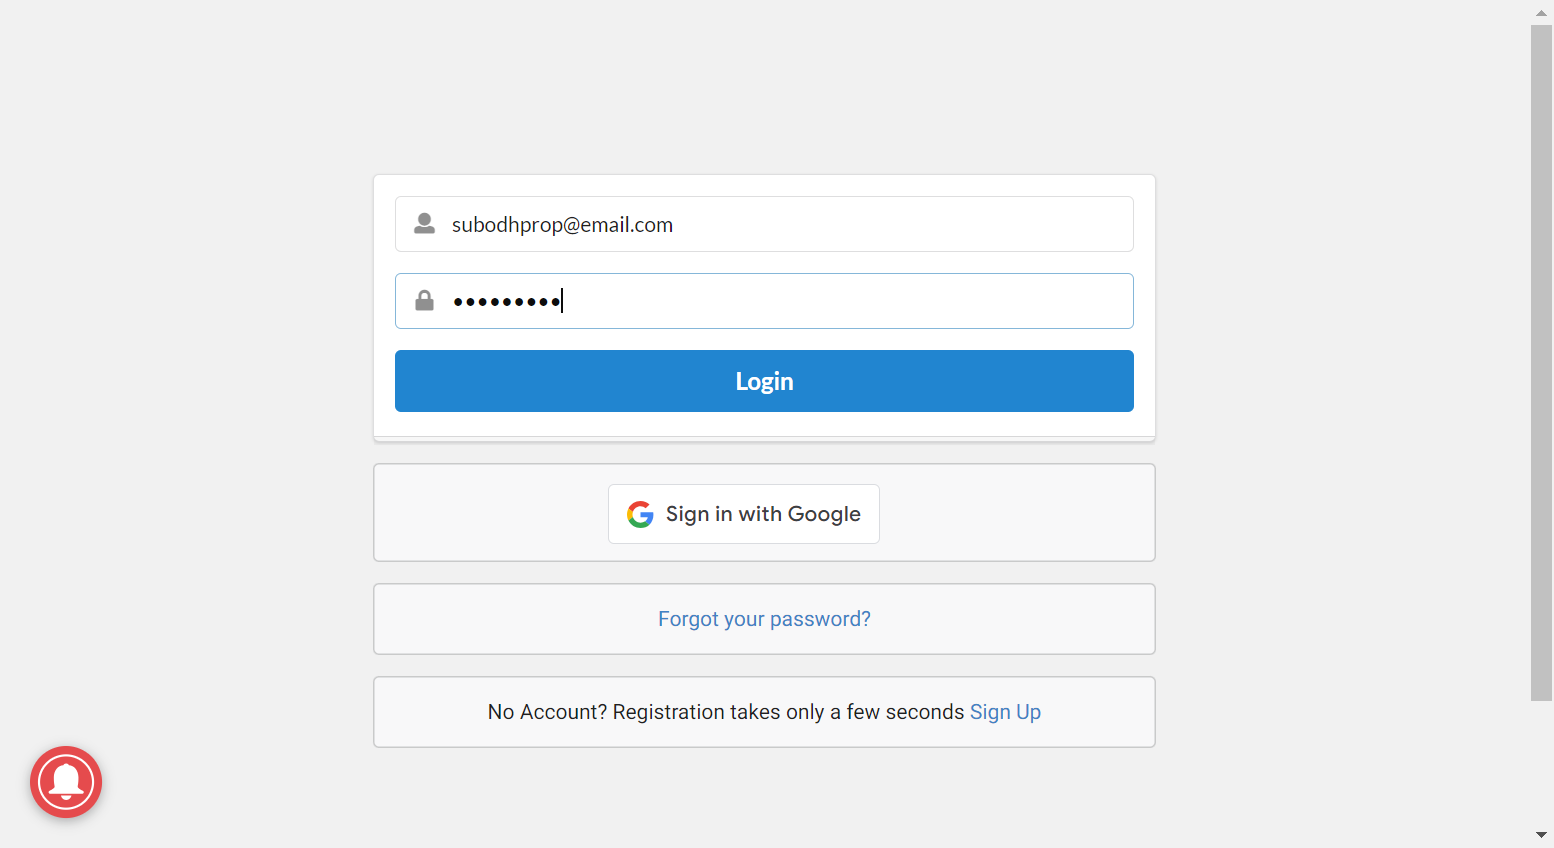 subodhprop@email.com
•••••••••
Login
Sign in with Google
Forgot your password?
No Account? Registration takes only a few seconds Sign Up